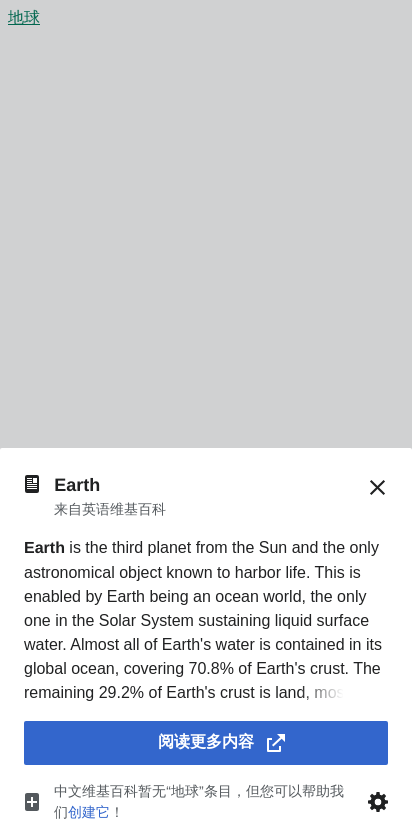 地球
Earth
来自英语维基百科
Earth is the third planet from the Sun and the only
astronomical object known to harbor life. This is
enabled by Earth being an ocean world, the only
one in the Solar System sustaining liquid surface
water. Almost all of Earth's water is contained in its
global ocean, covering 70.8% of Earth's crust. The
remaining 29.2% of Earth's crust is land, mos
阅读更多内容
中文维基百科暂无“地球”条目，但您可以帮助我
们创建它！